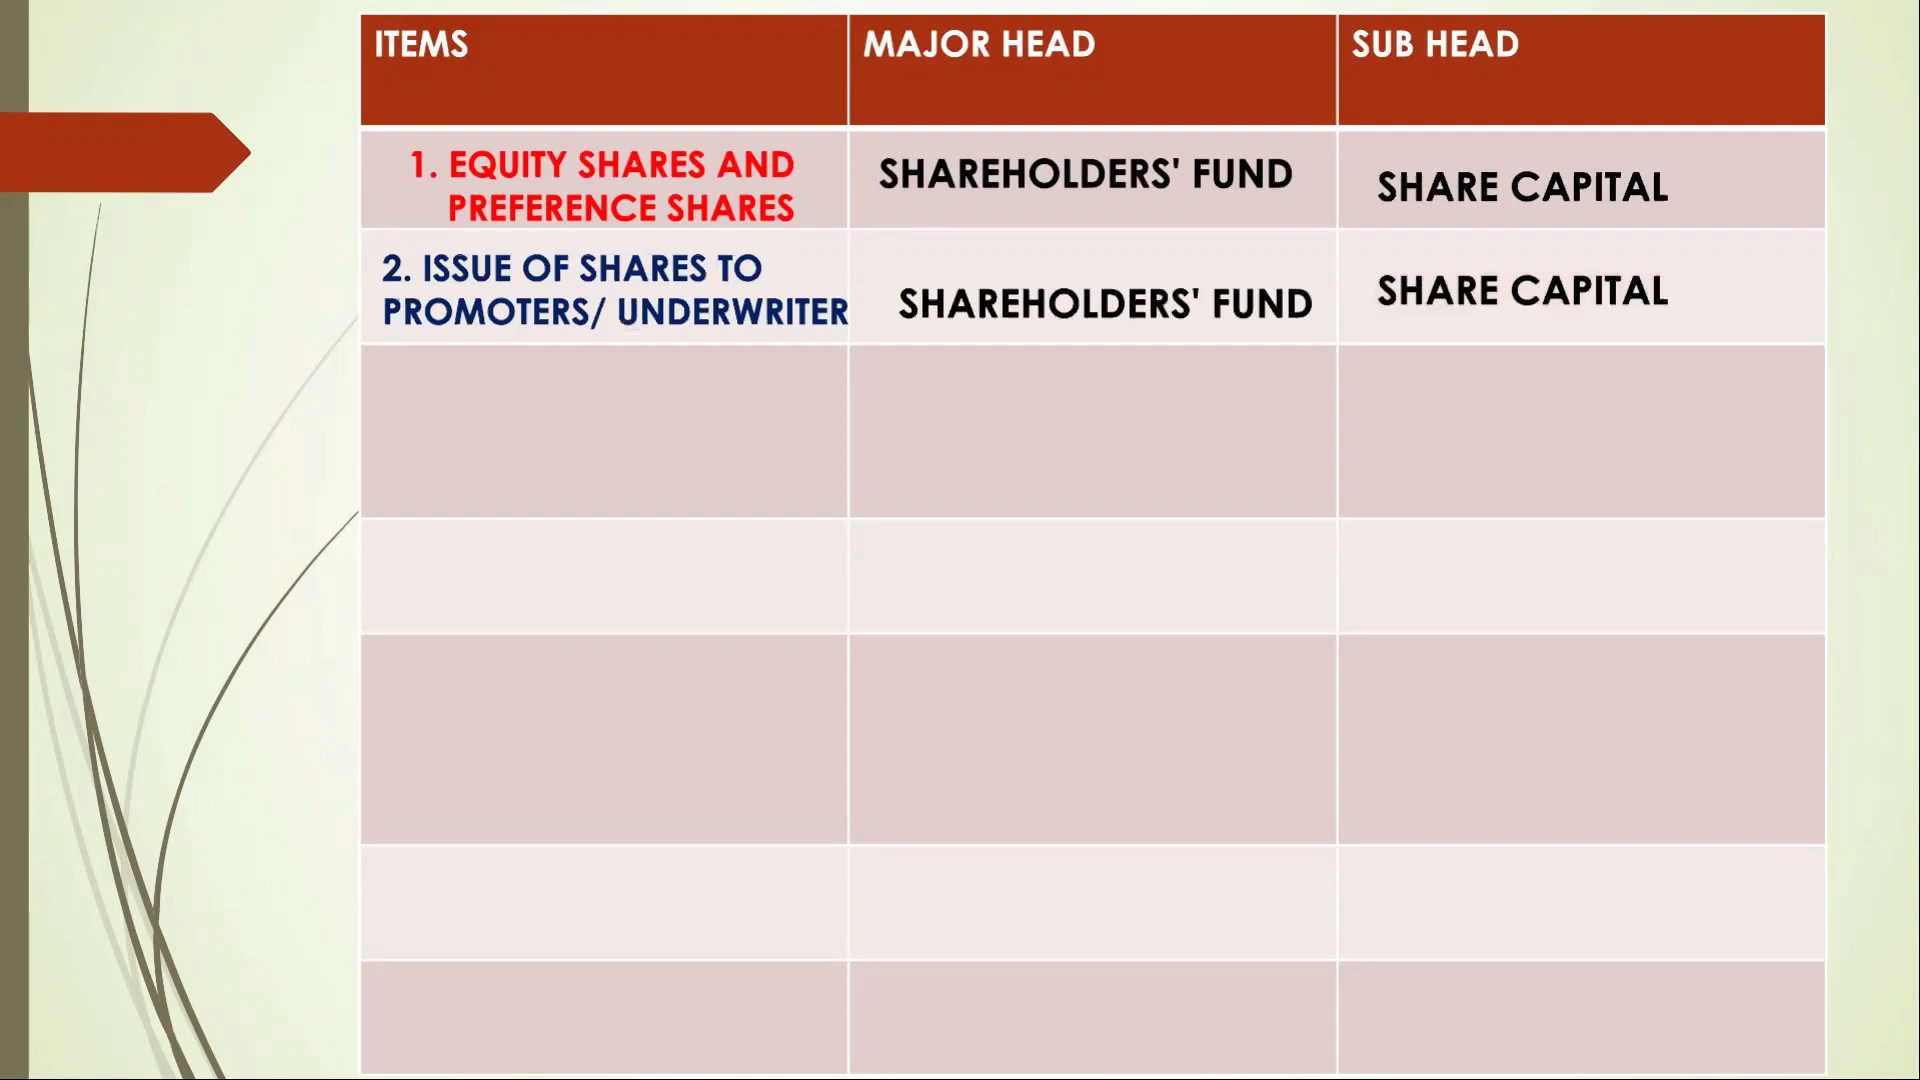 ITEMS
MAJOR HEAD
SUB HEAD
1. EQUITY SHARES AND
PREFERENCE SHARES
SHAREHOLDERS' FUND
SHARE CAPITAL
2. ISSUE OF SHARES TO
PROMOTERS/ UNDERWRITER
SHAREHOLDERS' FUND
SHARE CAPITAL